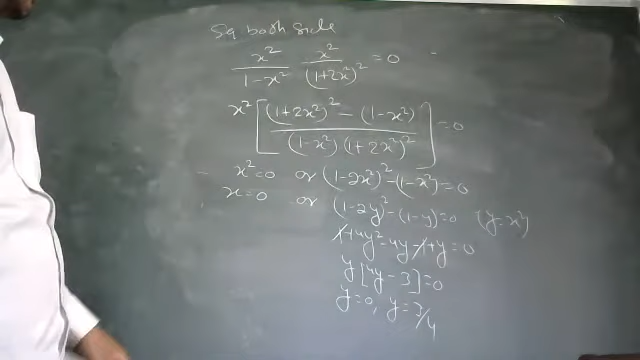 Sq both side
x²/(1-x²) x²/(1+2x²)² = 0
x² [ ((1+2x²)² - (1-x²)) / ((1-x²)(1+2x²)²) ] = 0
x² = 0 or (1-2x²)² - (1-x²) = 0
x = 0 or (1-2y)² - (1-y) = 0 (y = x²)
1+4y² - 4y - 1 + y = 0
y[4y - 3] = 0
y = 0, y = 3/4